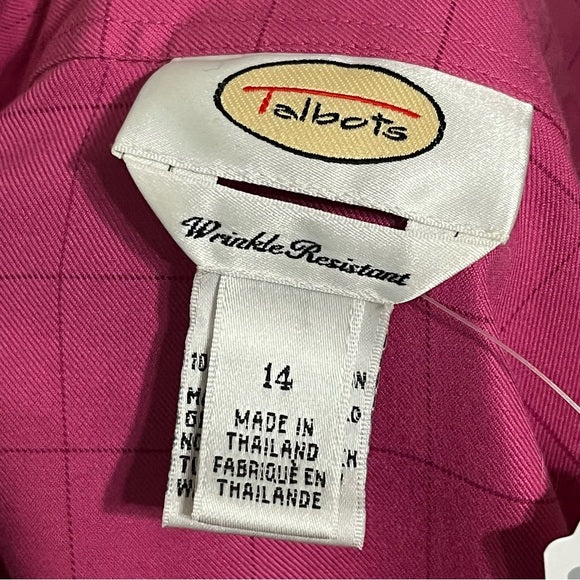 Talbots
Wrinkle Resistant
14
MADE IN
THAILAND
FABRIQUÉ EN
THAILANDE